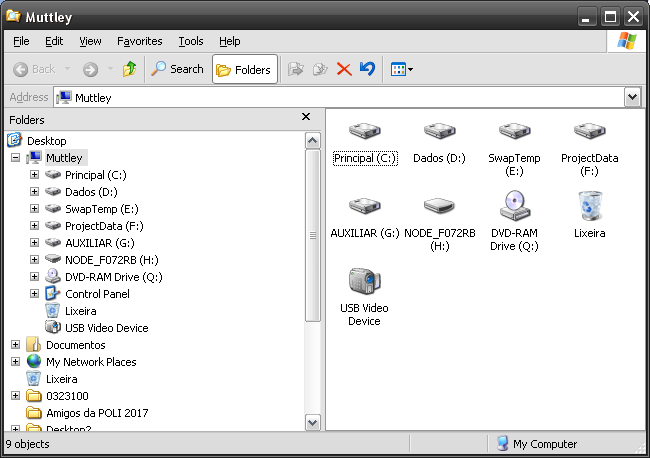 Muttley
File Edit View Favorites Tools Help
Back Search Folders
Address Muttley
Folders
Desktop
Muttley
Principal (C:)
Dados (D:)
SwapTemp (E:)
ProjectData (F:)
AUXILIAR (G:)
NODE_F072RB (H:)
DVD-RAM Drive (Q:)
Control Panel
Lixeira
USB Video Device
Documentos
My Network Places
Lixeira
0323100
Amigos da POLI 2017
Desktop2
Principal (C:)
Dados (D:)
SwapTemp
(E:)
ProjectData
(F:)
AUXILIAR (G:)
NODE_F072RB
(H:)
DVD-RAM
Drive (Q:)
Lixeira
USB Video
Device
9 objects
My Computer